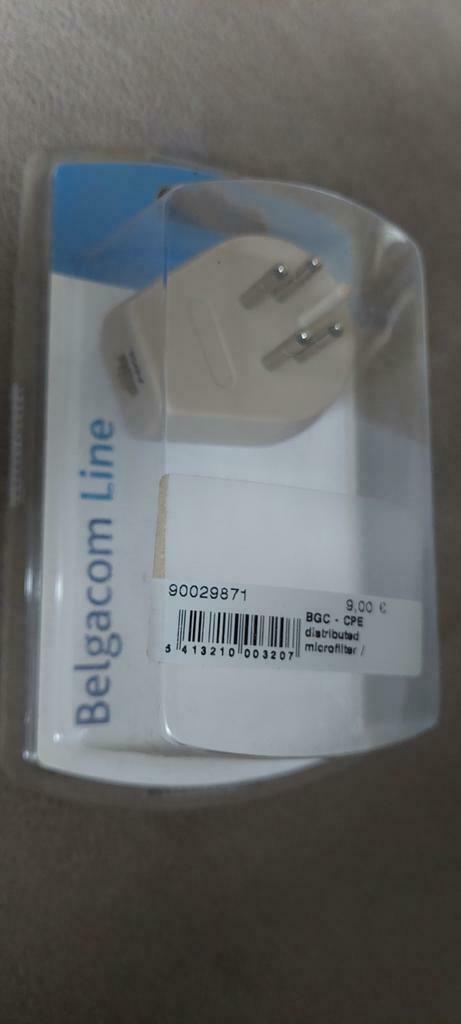 Belgacom Line
90029871
9,00 €
BGC - CPE
distributed
microfilter /
5 413210 003207